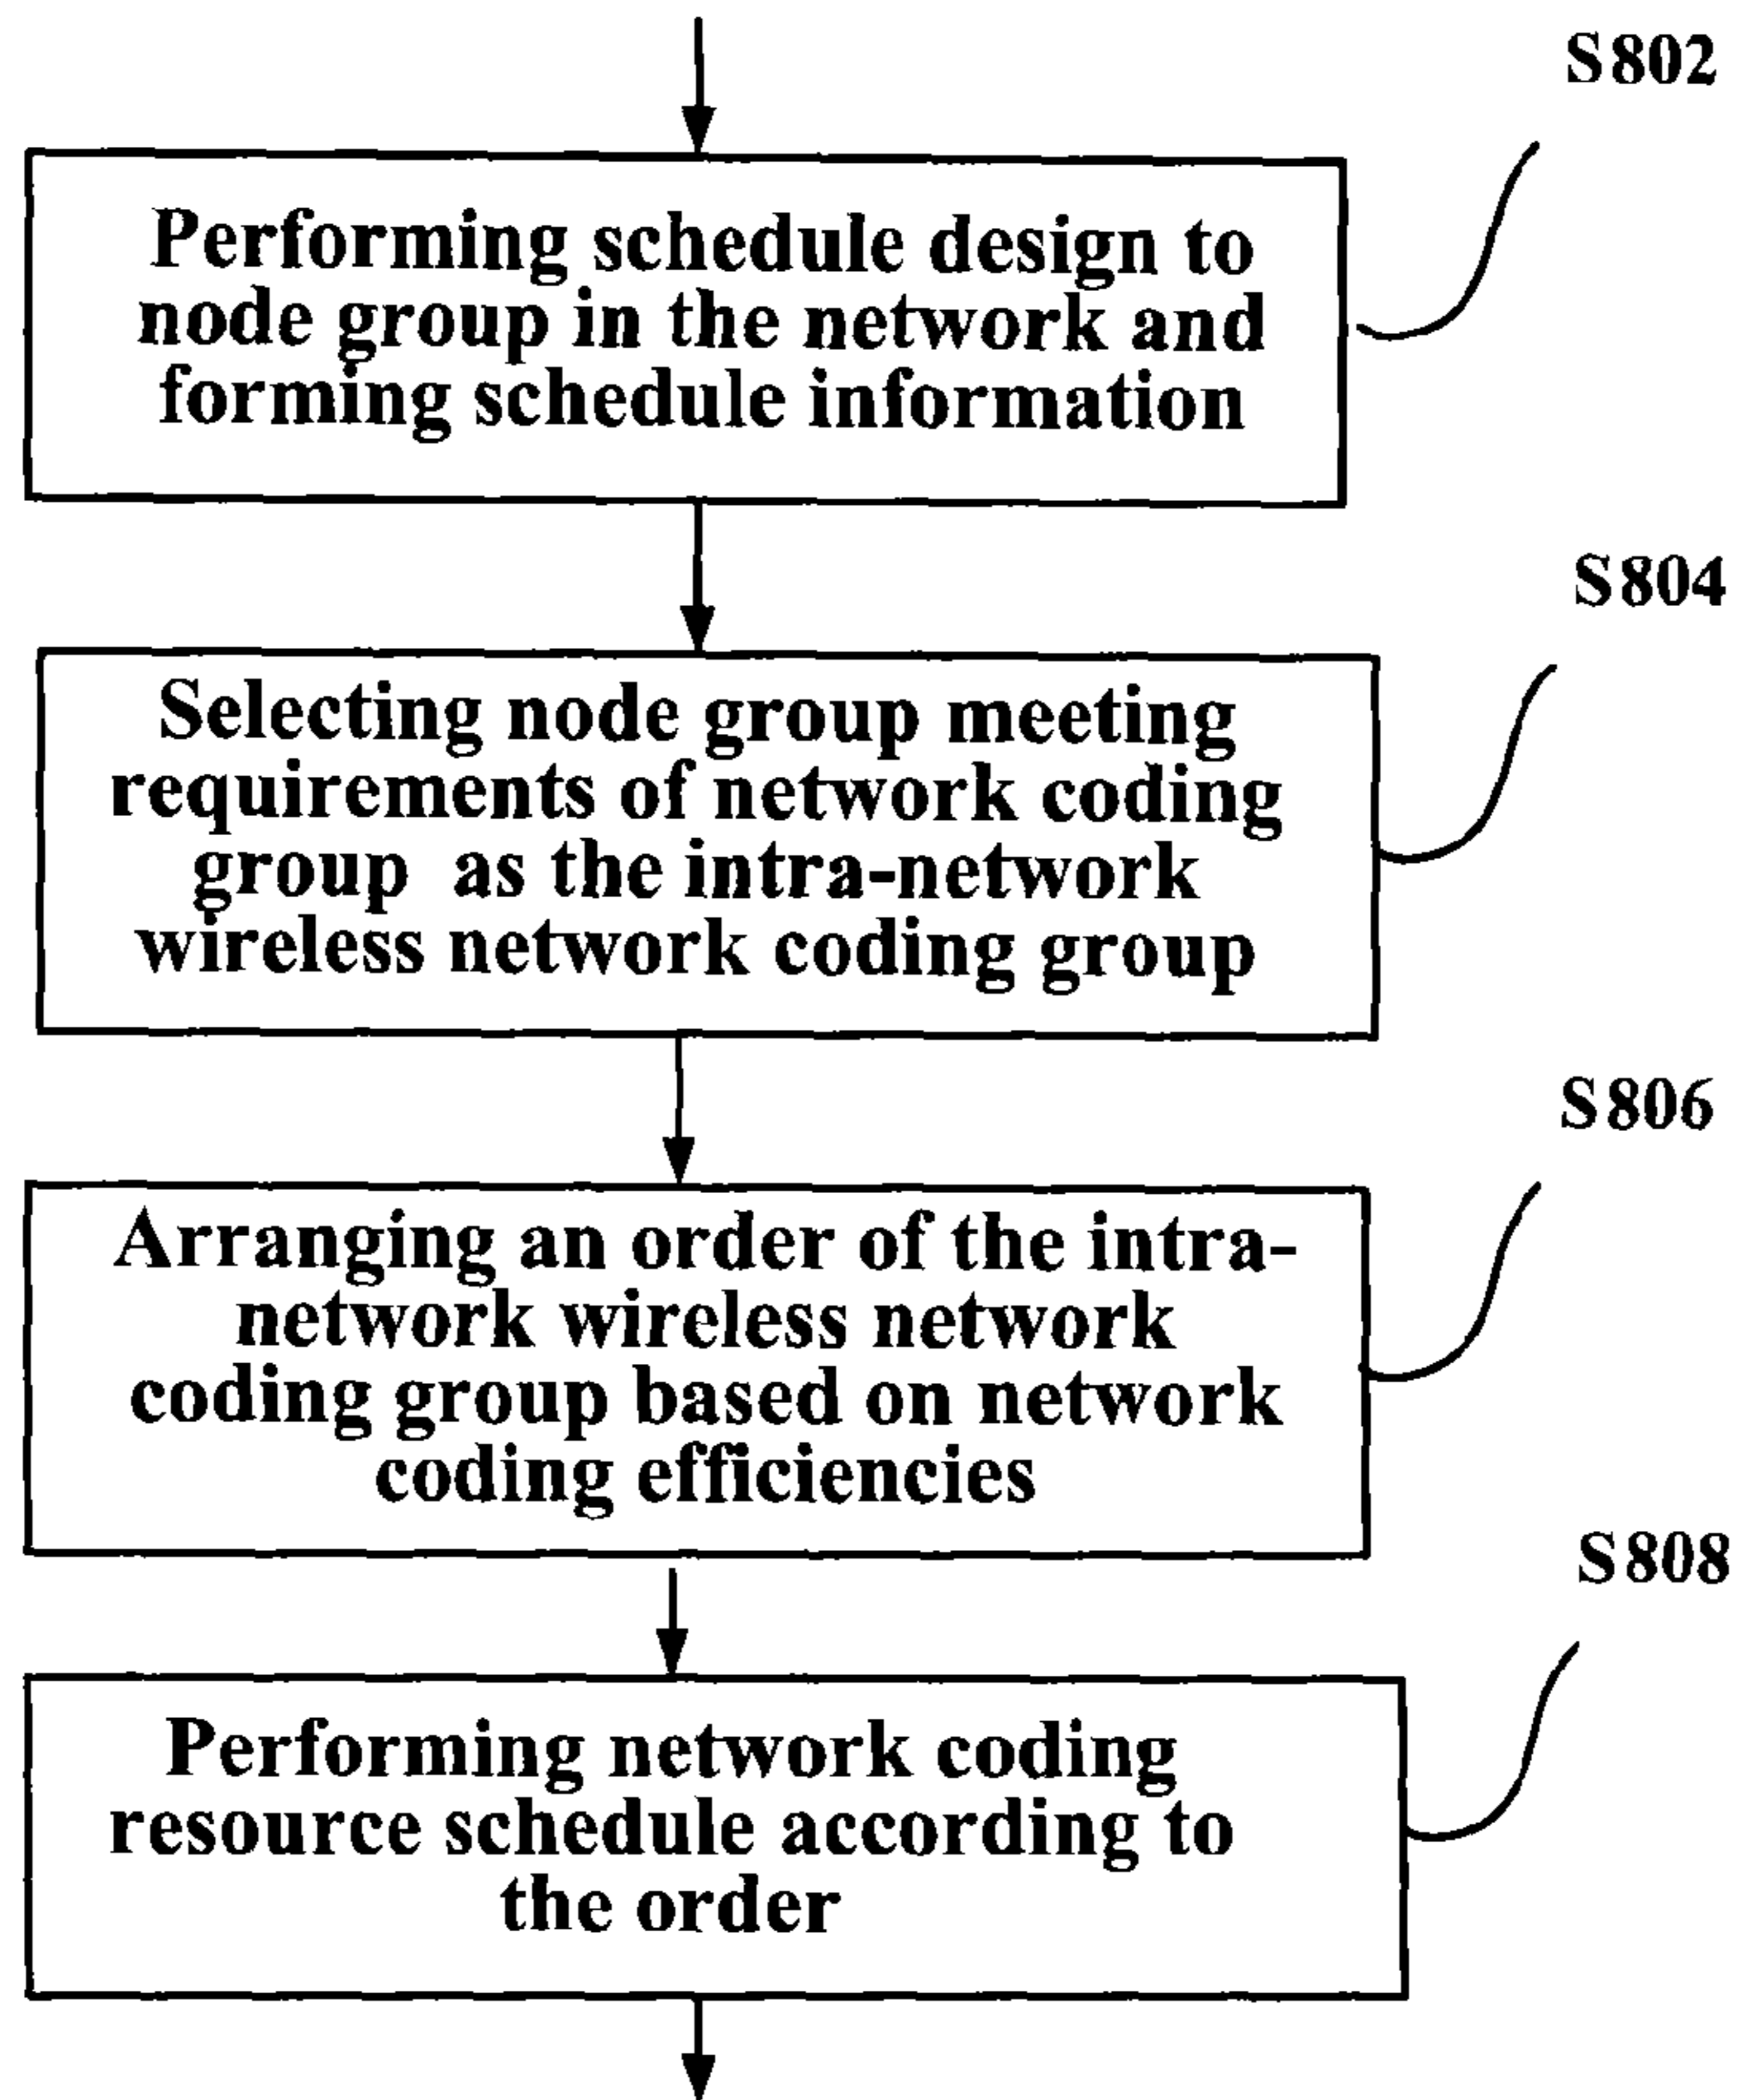 S802
Performing schedule design to
node group in the network and
forming schedule information
S804
Selecting node group meeting
requirements of network coding
group as the intra-network
wireless network coding group
S806
Arranging an order of the intra-
network wireless network
coding group based on network
coding efficiencies
S808
Performing network coding
resource schedule according to
the order